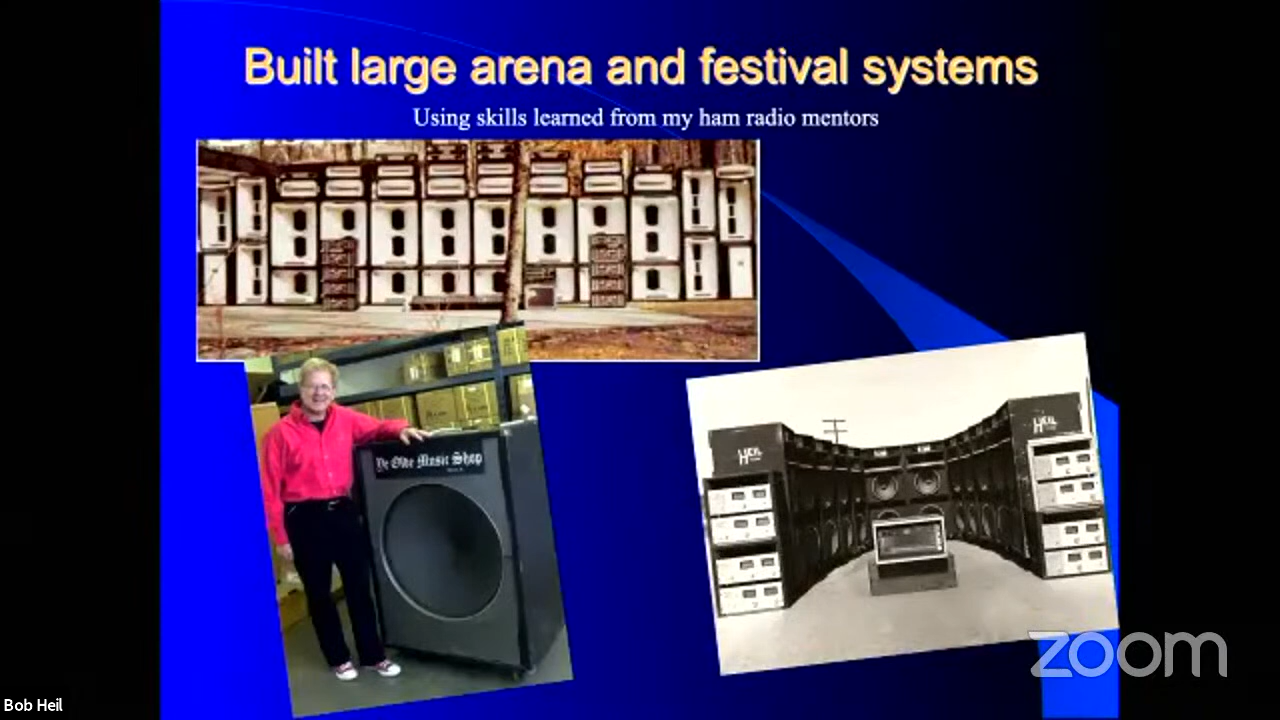 Built large arena and festival systems
Using skills learned from my ham radio mentors
Ye Olde Music Shop
HEIL
HEIL
zoom
Bob Heil